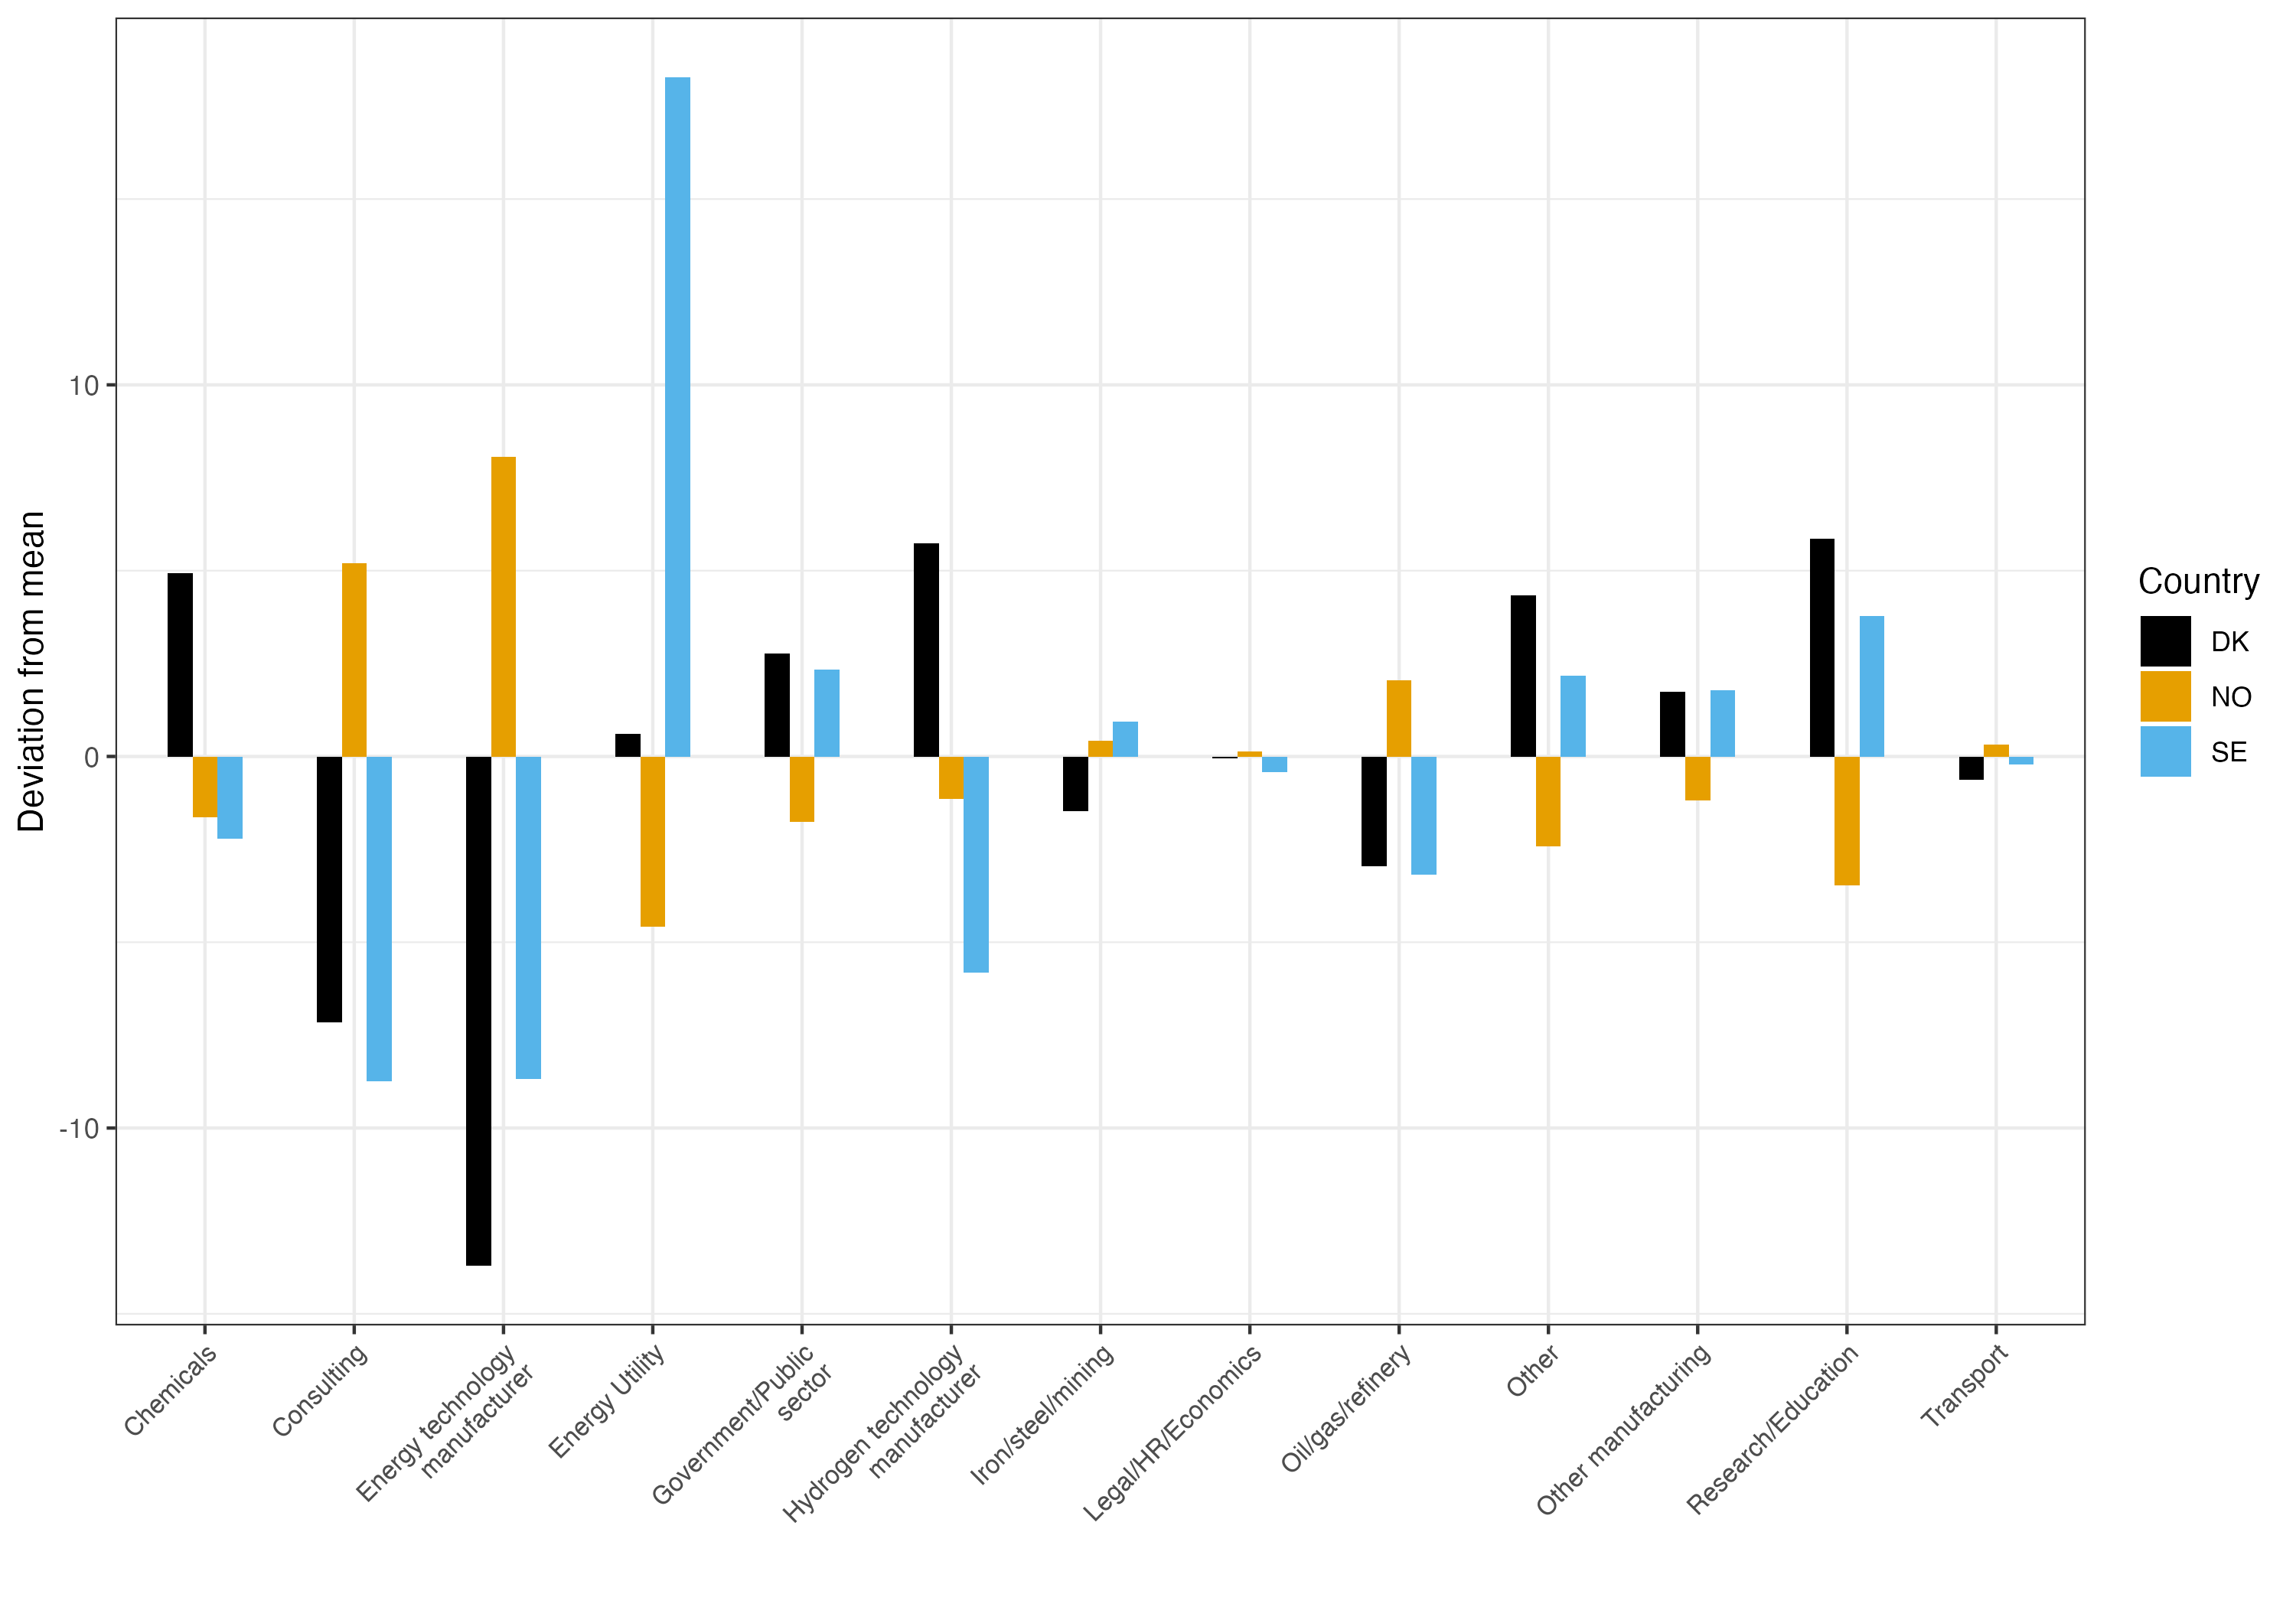 Deviation from mean
10
0
-10
Chemicals
Consulting
Energy technology
manufacturer
Energy Utility
Government/Public
sector
Hydrogen technology
manufacturer
Iron/steel/mining
Legal/HR/Economics
Oil/gas/refinery
Other
Other manufacturing
Research/Education
Transport
Country
DK
NO
SE